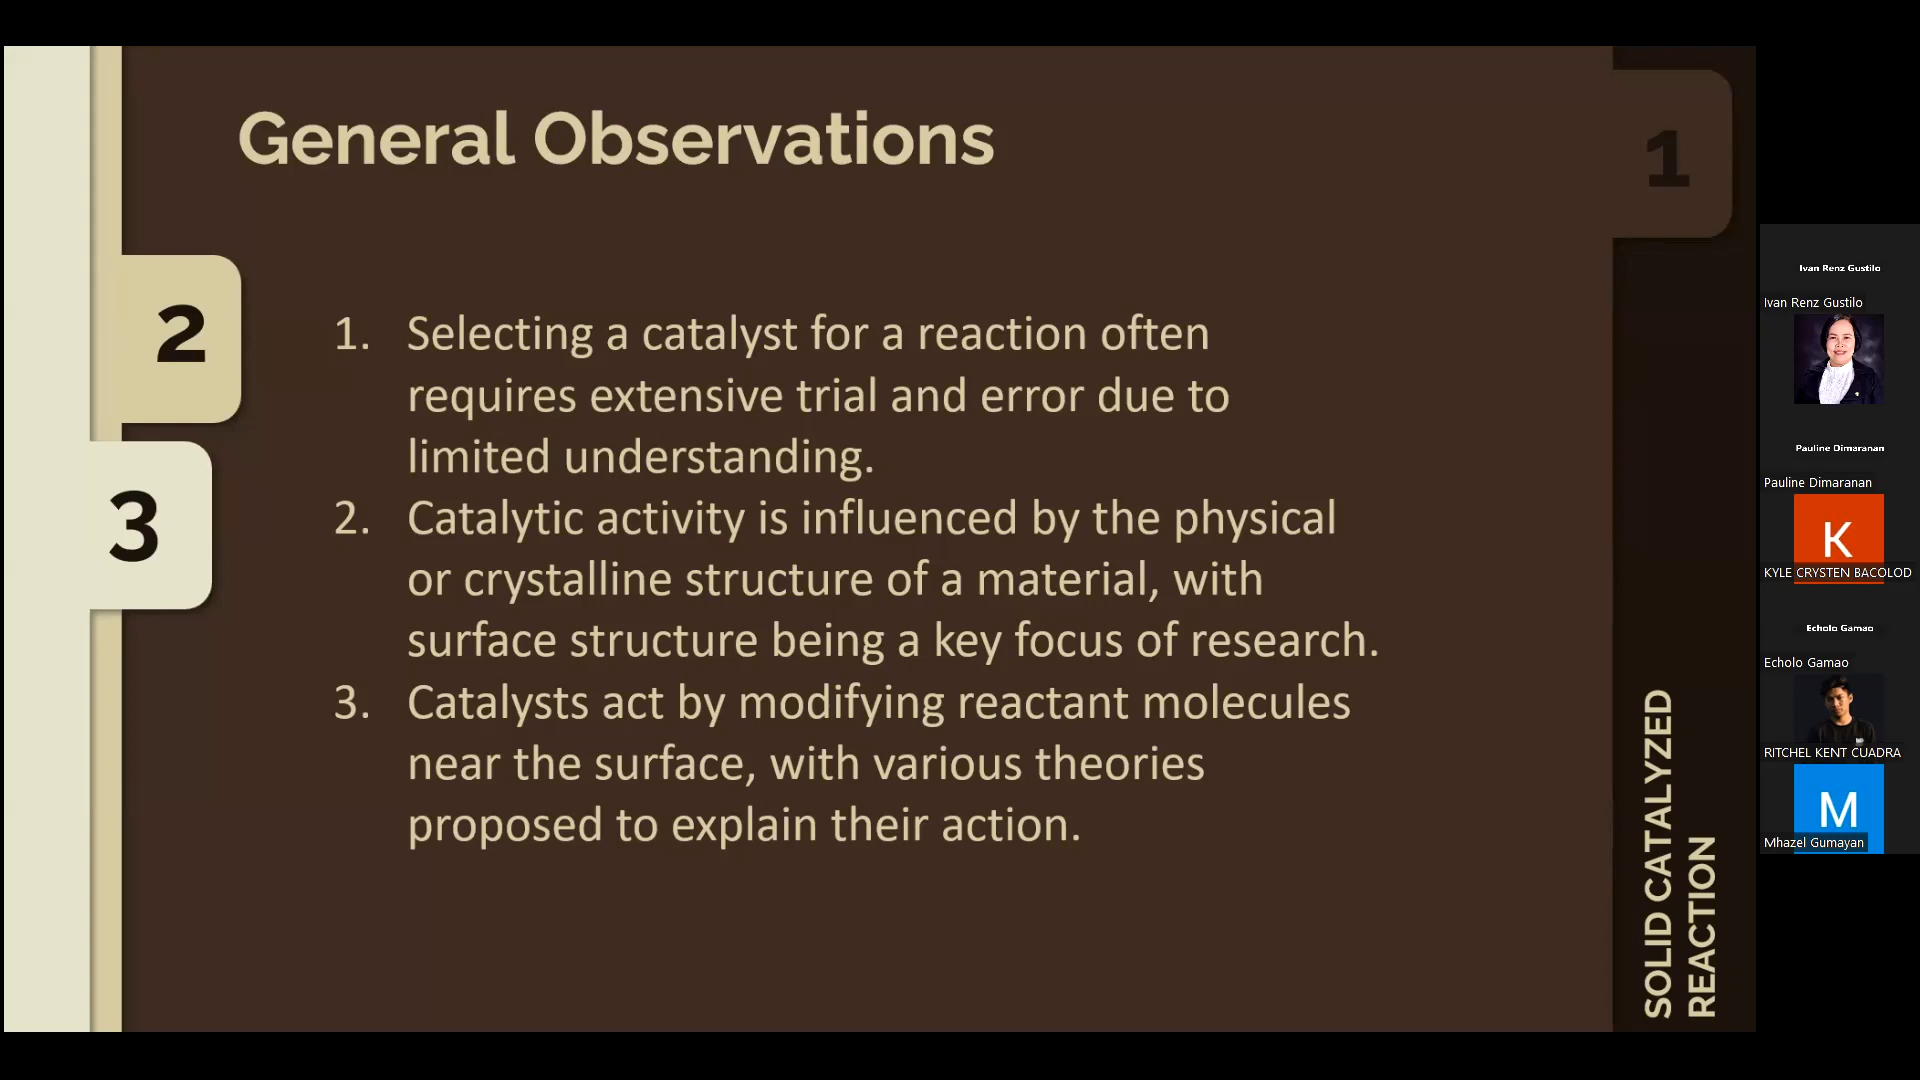 General Observations
1
2
3
1. Selecting a catalyst for a reaction often
requires extensive trial and error due to
limited understanding.
2. Catalytic activity is influenced by the physical
or crystalline structure of a material, with
surface structure being a key focus of research.
3. Catalysts act by modifying reactant molecules
near the surface, with various theories
proposed to explain their action.
SOLID CATALYZED
REACTION
Ivan Renz Gustilo
Ivan Renz Gustilo
Pauline Dimaranan
Pauline Dimaranan
K
KYLE CRYSTEN BACOLOD
Echolo Gamao
Echolo Gamao
RITCHEL KENT CUADRA
M
Mhazel Gumayan